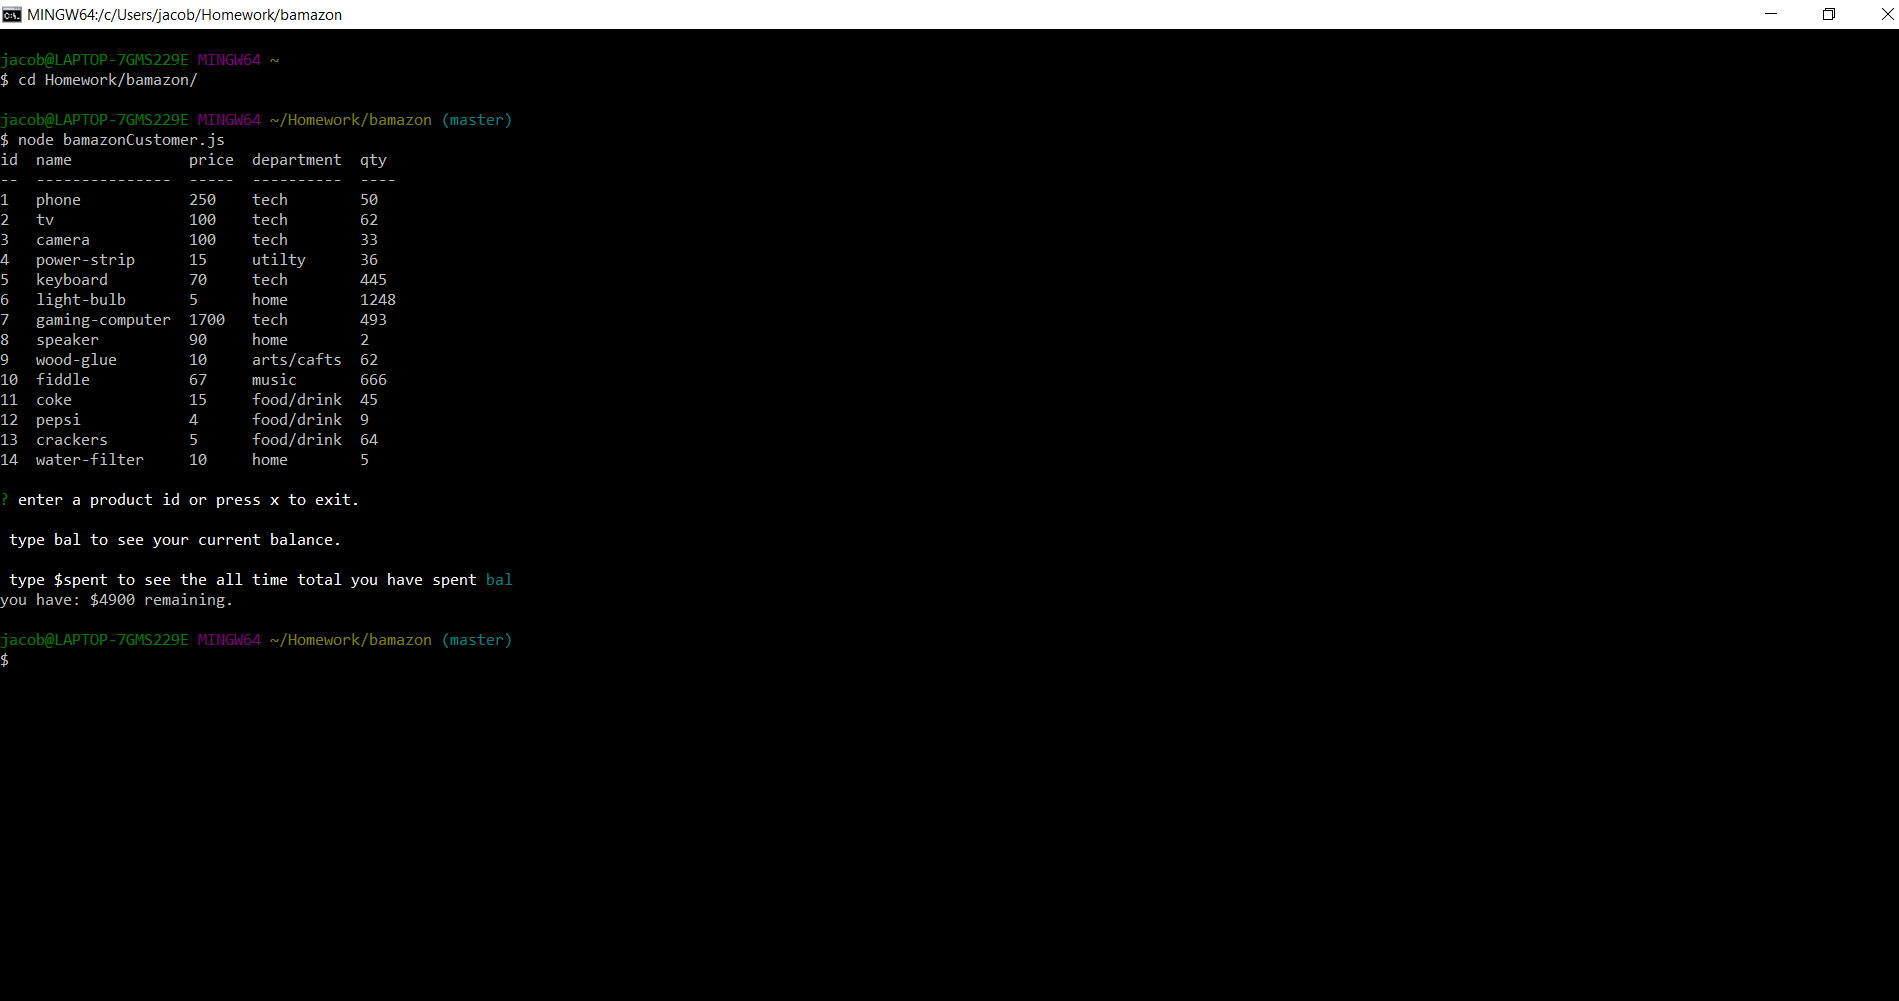 MINGW64:/c/Users/jacob/Homework/bamazon
jacob@LAPTOP-7GMS229E MINGW64 ~
$ cd Homework/bamazon/
jacob@LAPTOP-7GMS229E MINGW64 ~/Homework/bamazon (master)
$ node bamazonCustomer.js
id  name             price  department  qty
--  ---------------  -----  ----------  ----
1   phone            250    tech        50
2   tv               100    tech        62
3   camera           100    tech        33
4   power-strip      15     utilty      36
5   keyboard         70     tech        445
6   light-bulb       5      home        1248
7   gaming-computer  1700   tech        493
8   speaker          90     home        2
9   wood-glue        10     arts/cafts  62
10  fiddle           67     music       666
11  coke             15     food/drink  45
12  pepsi            4      food/drink  9
13  crackers         5      food/drink  64
14  water-filter     10     home        5
? enter a product id or press x to exit.
 type bal to see your current balance.
 type $spent to see the all time total you have spent bal
you have: $4900 remaining.
jacob@LAPTOP-7GMS229E MINGW64 ~/Homework/bamazon (master)
$